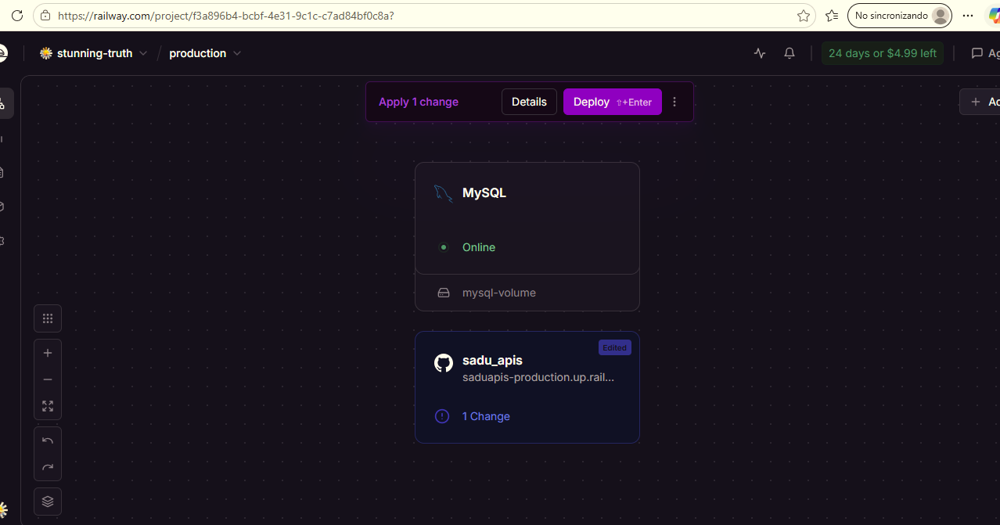 https://railway.com/project/f3a896b4-bcbf-4e31-9c1c-c7ad84bf0c8a?
No sincronizando
stunning-truth / production
24 days or $4.99 left
Apply 1 change
Details
Deploy ⇧+Enter
MySQL
Online
mysql-volume
Edited
sadu_apis
saduapis-production.up.rail...
1 Change